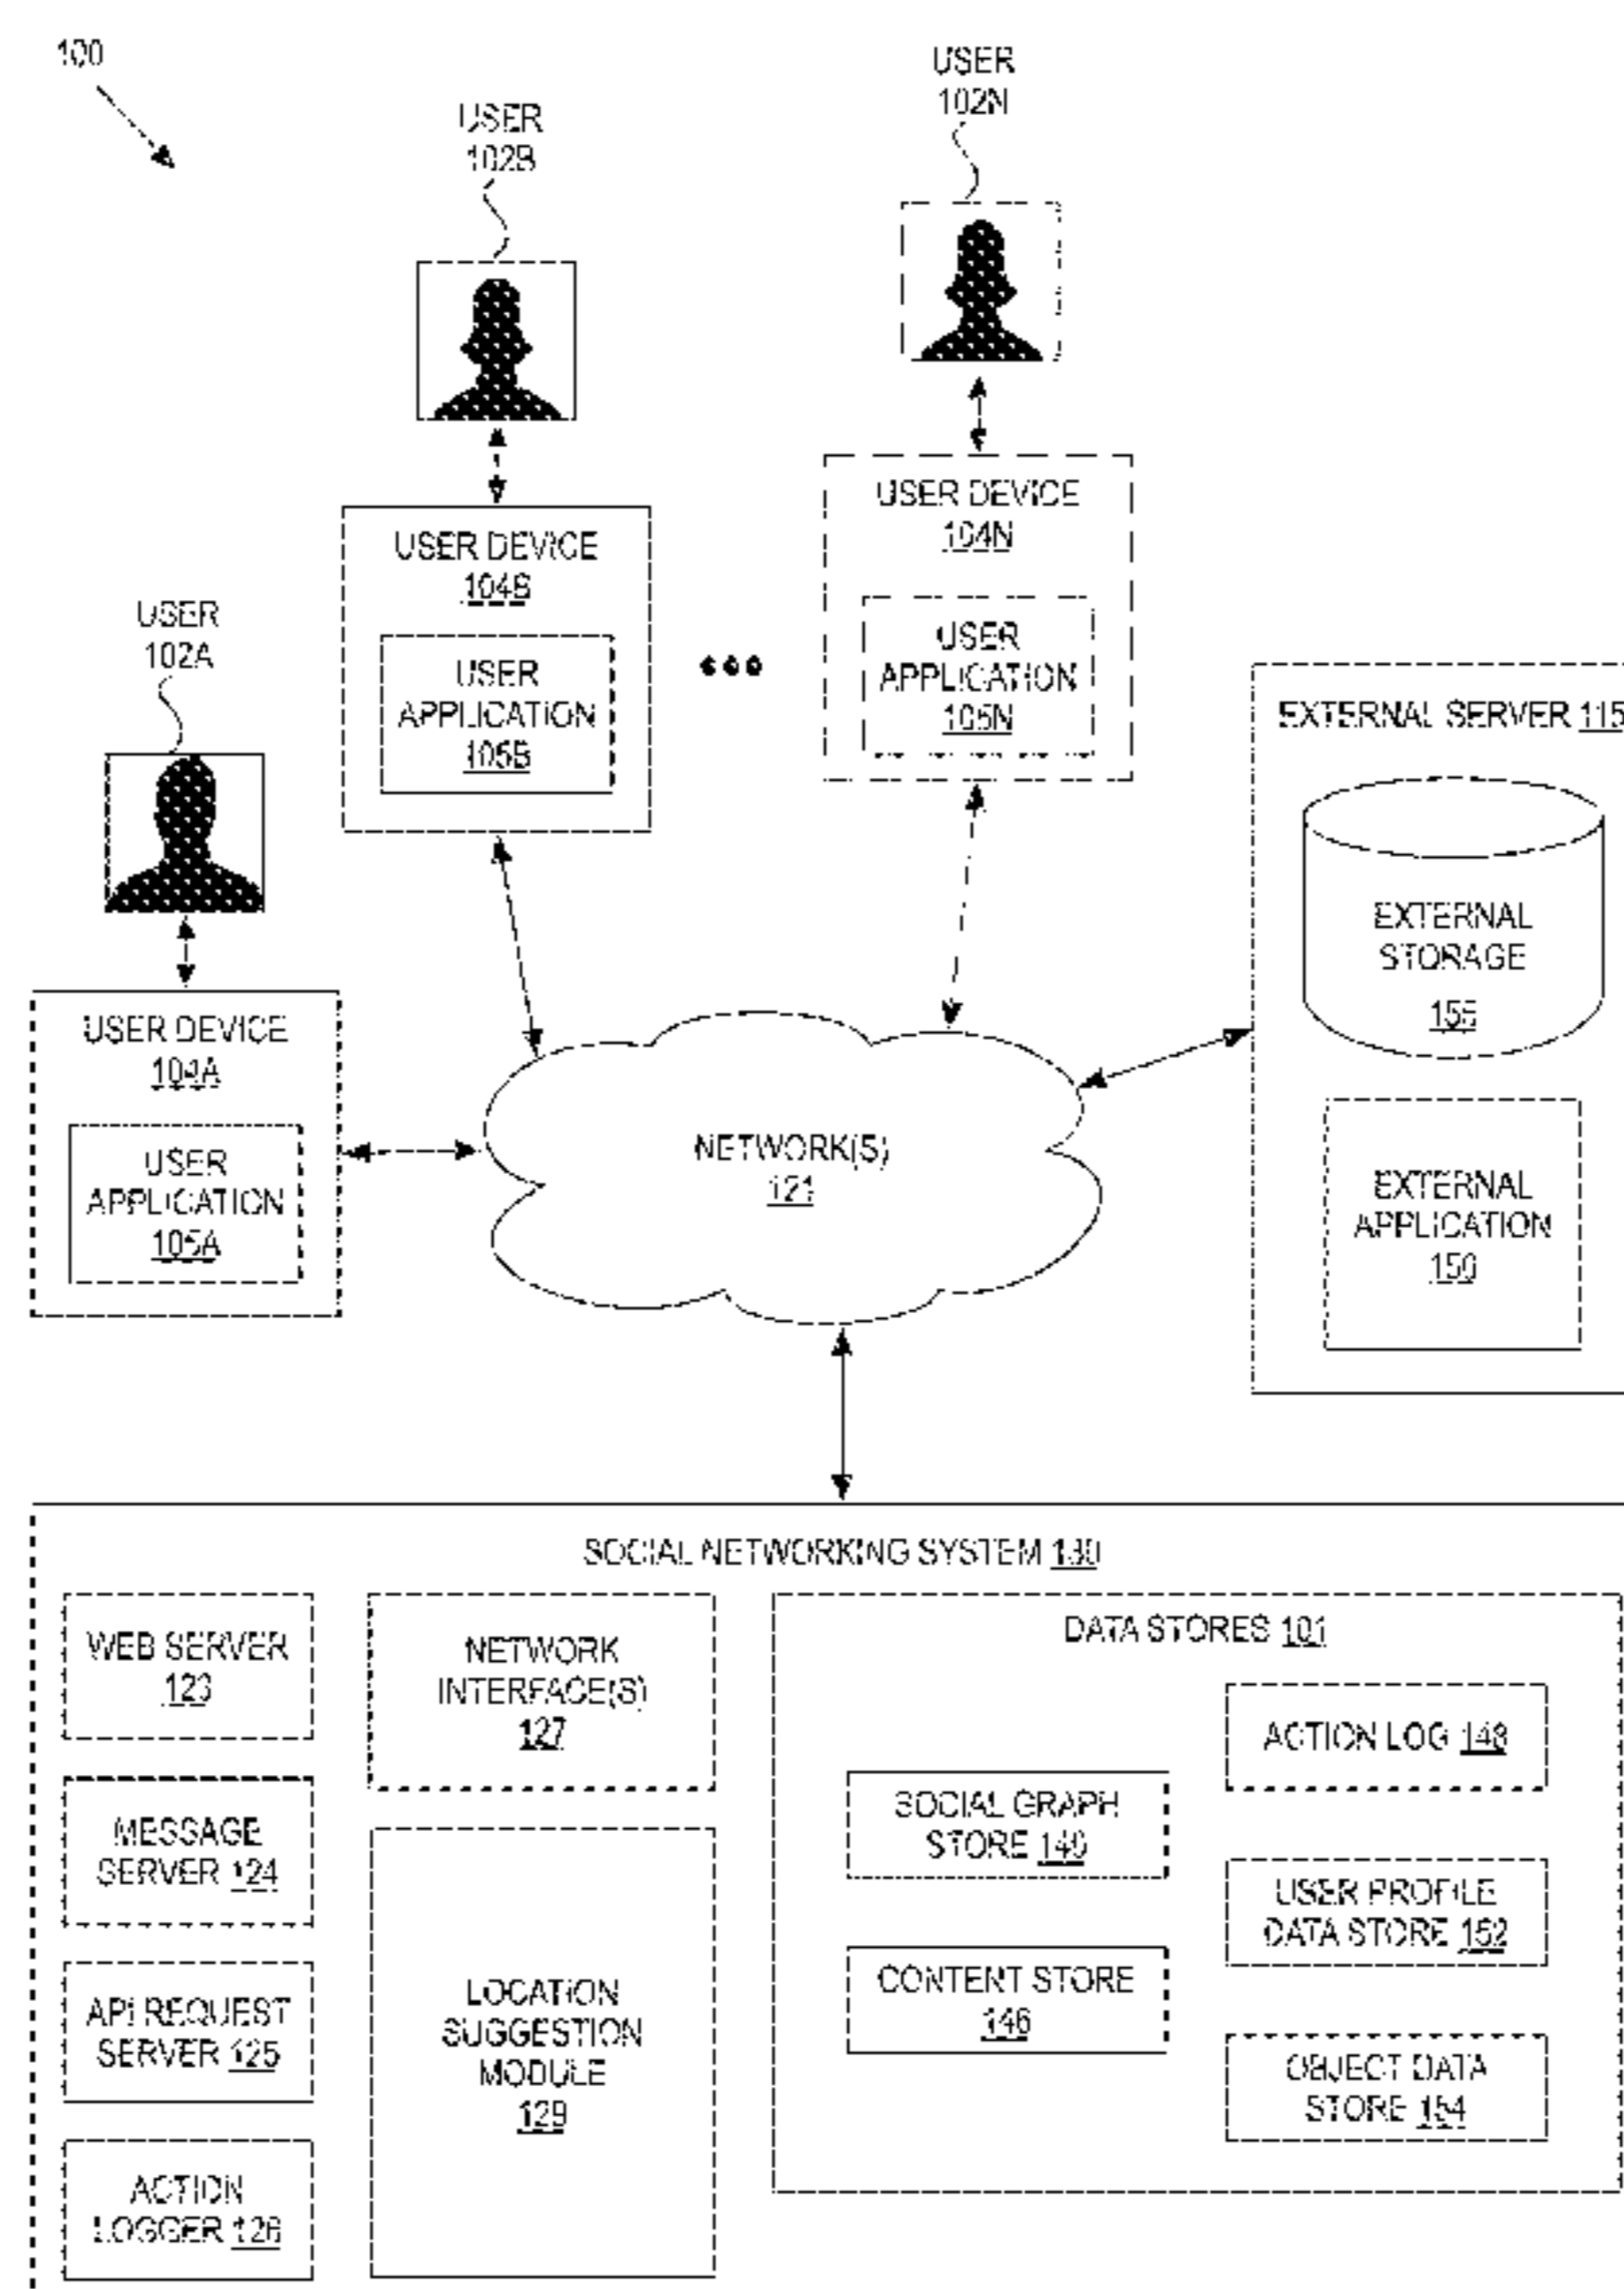 100
USER
102N
USER
102B
USER DEVICE
104N
USER DEVICE
104B
USER
APPLICATION
105N
USER
102A
USER
APPLICATION
105B
EXTERNAL SERVER 115
EXTERNAL
STORAGE
155
USER DEVICE
104A
USER
APPLICATION
105A
NETWORK(S)
121
EXTERNAL
APPLICATION
150
SOCIAL NETWORKING SYSTEM 130
WEB SERVER
123
MESSAGE
SERVER 124
API REQUEST
SERVER 125
ACTION
LOGGER 126
NETWORK
INTERFACE(S)
127
LOCATION
SUGGESTION
MODULE
129
DATA STORES 101
SOCIAL GRAPH
STORE 140
CONTENT STORE
146
ACTION LOG 148
USER PROFILE
DATA STORE 152
OBJECT DATA
STORE 154